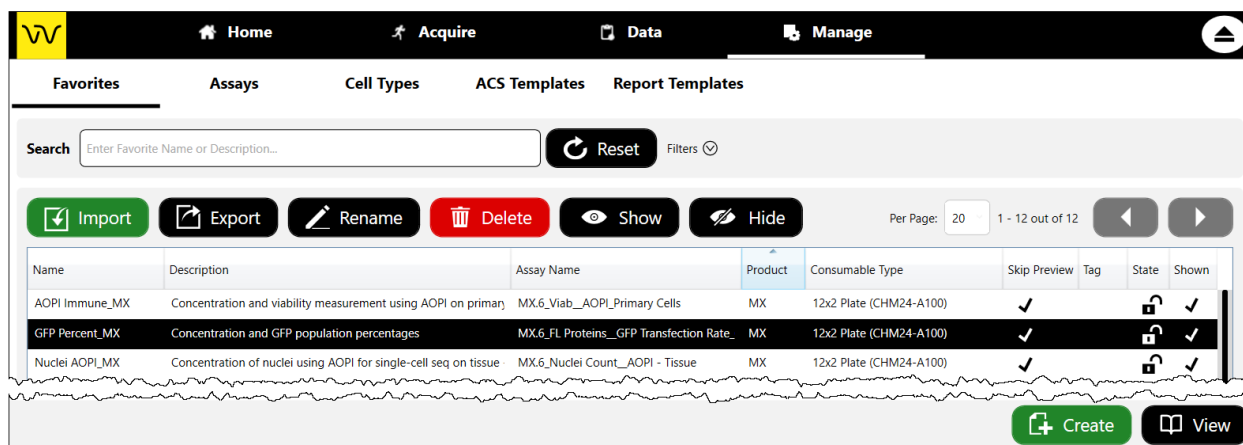 Home Acquire Data Manage
Favorites Assays Cell Types ACS Templates Report Templates
Search Enter Favorite Name or Description... Reset Filters
Import Export Rename Delete Show Hide Per Page: 20 1 - 12 out of 12
Name Description Assay Name Product Consumable Type Skip Preview Tag State Shown
AOPI Immune_MX Concentration and viability measurement using AOPI on primary MX.6_Viab__AOPI_Primary Cells MX 12x2 Plate (CHM24-A100)
GFP Percent_MX Concentration and GFP population percentages MX.6_FL Proteins__GFP Transfection Rate_ MX 12x2 Plate (CHM24-A100)
Nuclei AOPI_MX Concentration of nuclei using AOPI for single-cell seq on tissue MX.6_Nuclei Count__AOPI - Tissue MX 12x2 Plate (CHM24-A100)
Create View